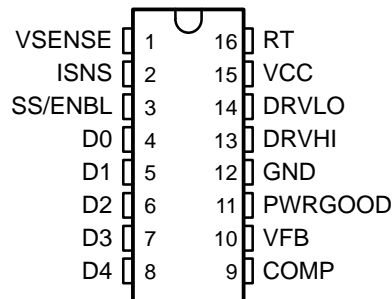 VSENSE 1 16 RT
ISNS 2 15 VCC
SS/ENBL 3 14 DRVLO
D0 4 13 DRVHI
D1 5 12 GND
D2 6 11 PWRGOOD
D3 7 10 VFB
D4 8 9 COMP